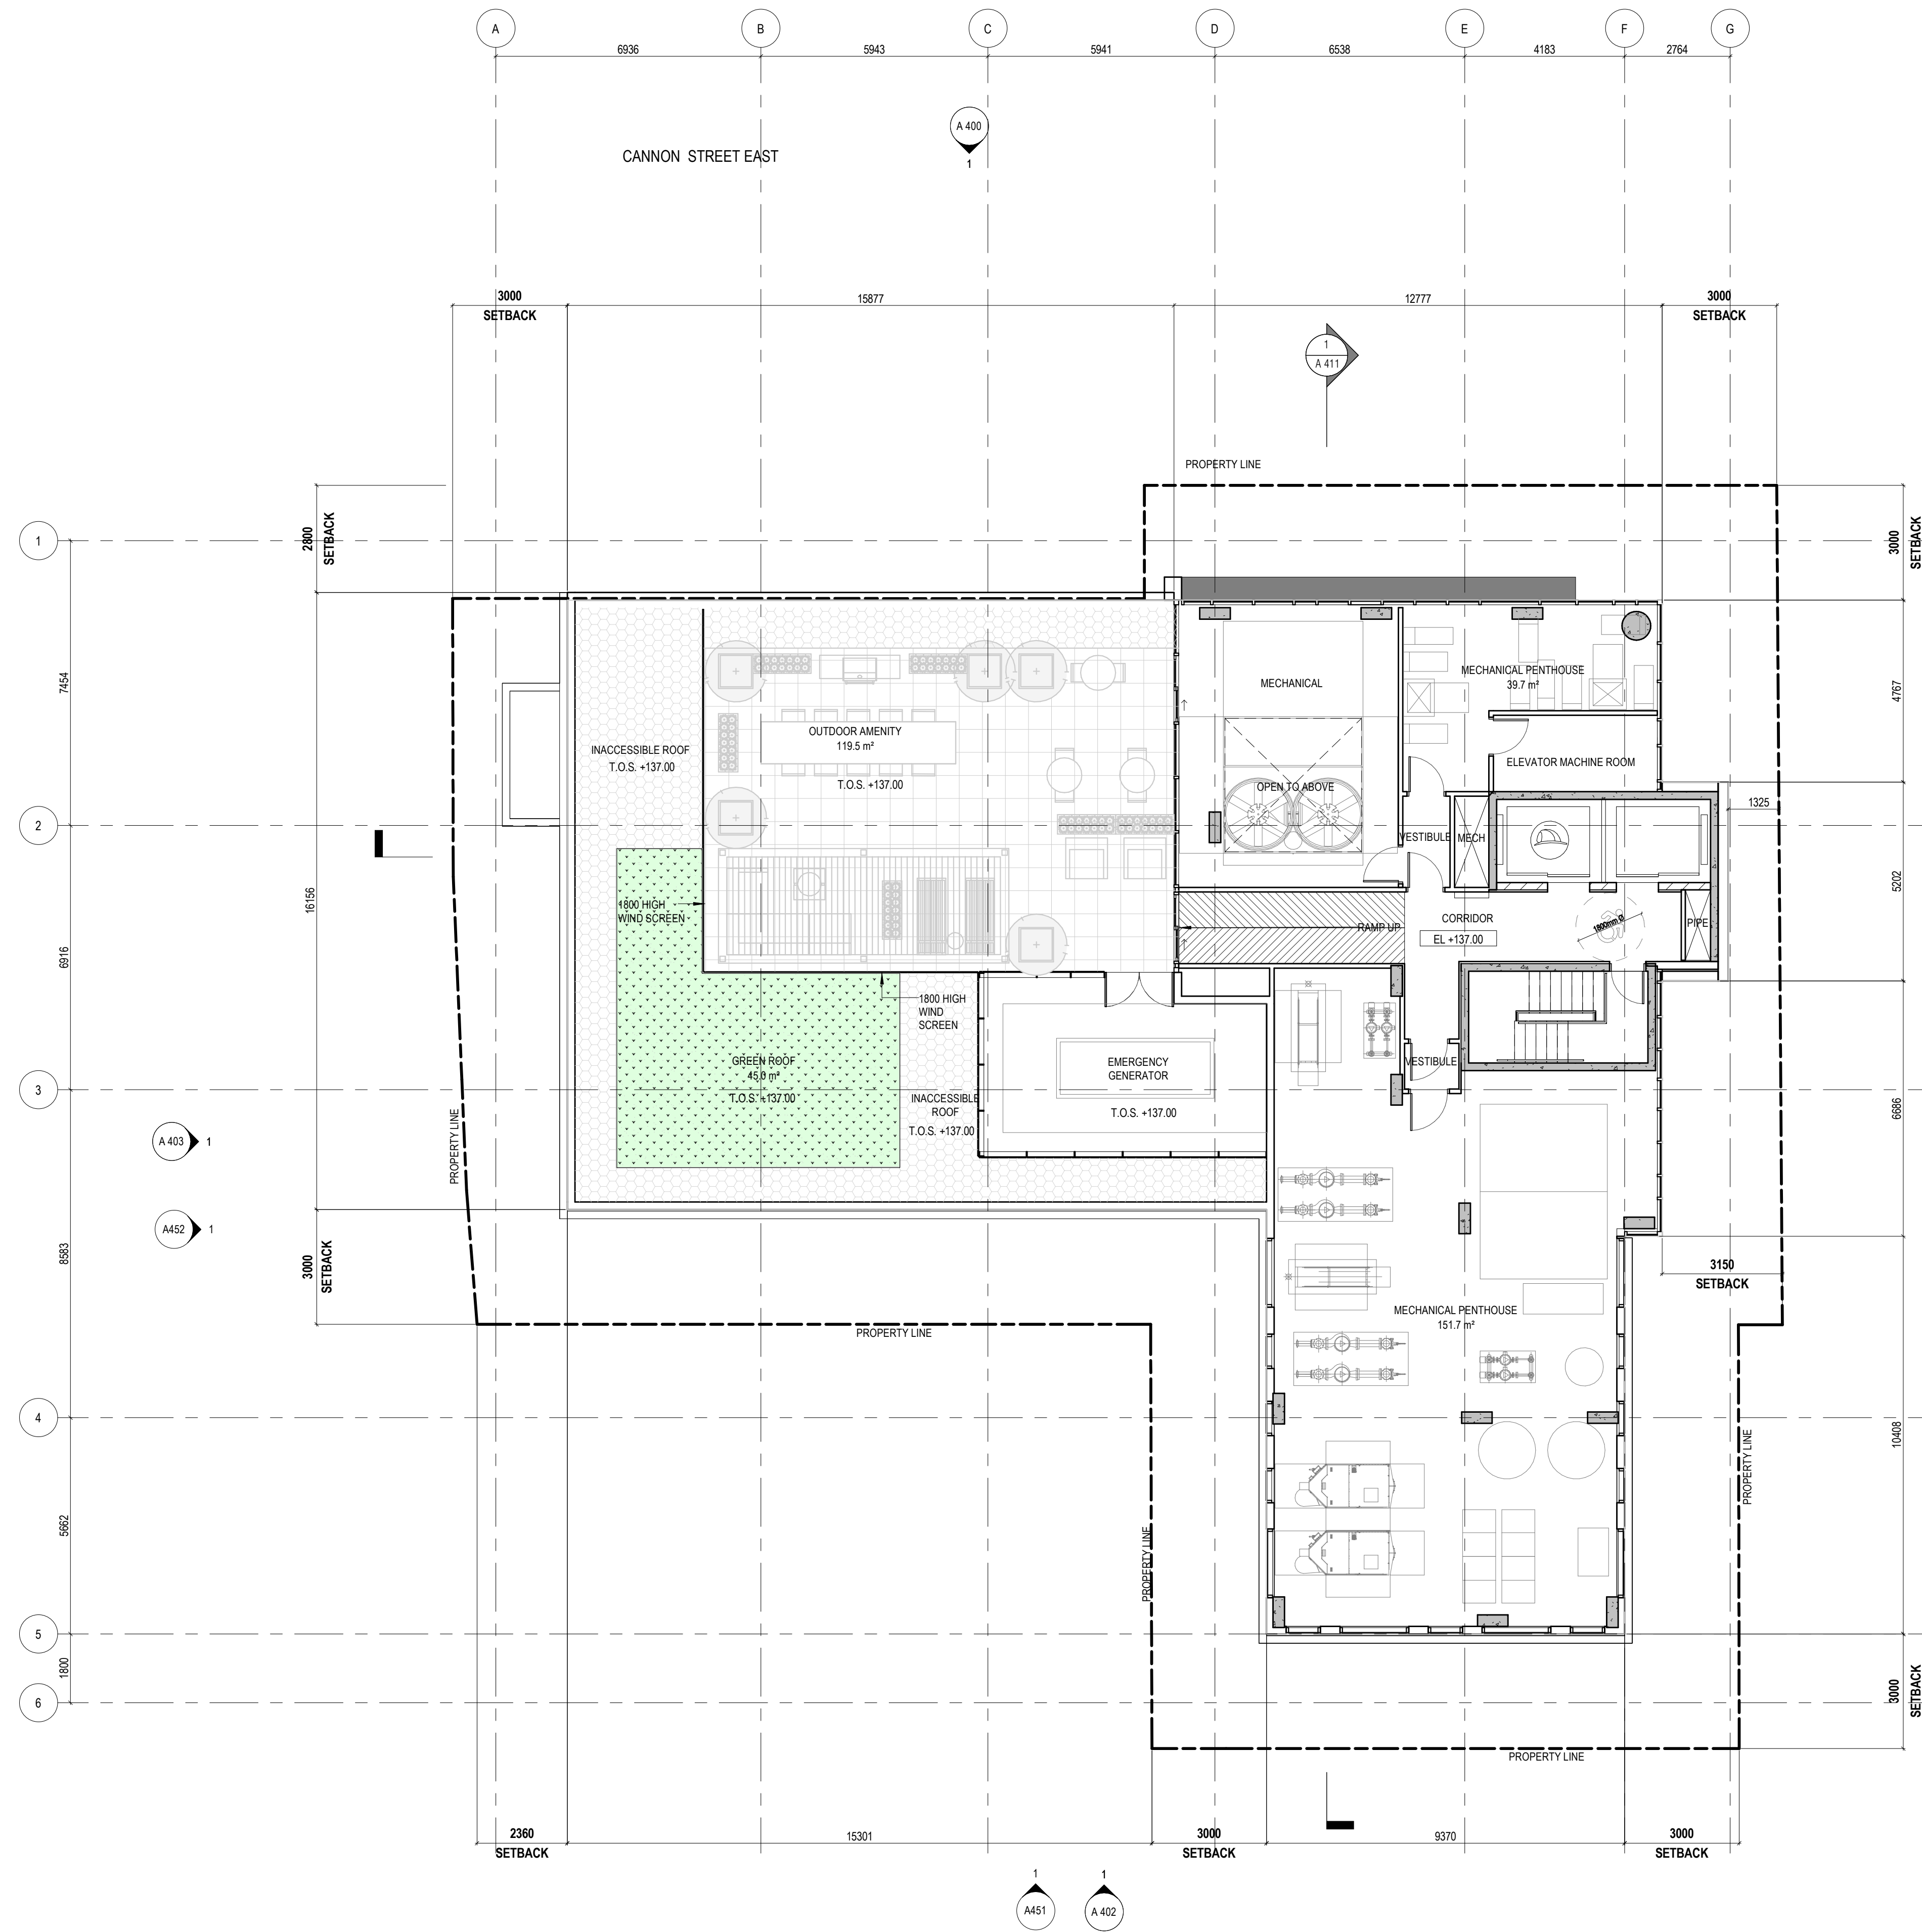 A
B
C
D
E
F
G
6936
5943
5941
6538
4183
2764
A 400
1
CANNON STREET EAST
3000
SETBACK
15877
12777
3000
SETBACK
1
A 411
PROPERTY LINE
2800
SETBACK
3000
SETBACK
1
7454
4767
MECHANICAL
MECHANICAL PENTHOUSE
39.7 m²
OUTDOOR AMENITY
119.5 m²
T.O.S. +137.00
INACCESSIBLE ROOF
T.O.S. +137.00
ELEVATOR MACHINE ROOM
OPEN TO ABOVE
1325
2
VESTIBULE
MECH
16156
5202
1800 HIGH
WIND SCREEN
CORRIDOR
EL +137.00
RAMP UP
1800mm Ø
PIPE
6916
1800 HIGH
WIND
SCREEN
GREEN ROOF
45.0 m²
T.O.S. +137.00
EMERGENCY
GENERATOR
T.O.S. +137.00
VESTIBULE
3
INACCESSIBLE
ROOF
T.O.S. +137.00
6686
PROPERTY LINE
A 403
1
A452
1
8583
3000
SETBACK
3150
SETBACK
MECHANICAL PENTHOUSE
151.7 m²
PROPERTY LINE
4
10408
PROPERTY LINE
5662
PROPERTY LINE
5
1800
6
3000
SETBACK
PROPERTY LINE
2360
SETBACK
15301
3000
SETBACK
9370
3000
SETBACK
1
A451
1
A 402